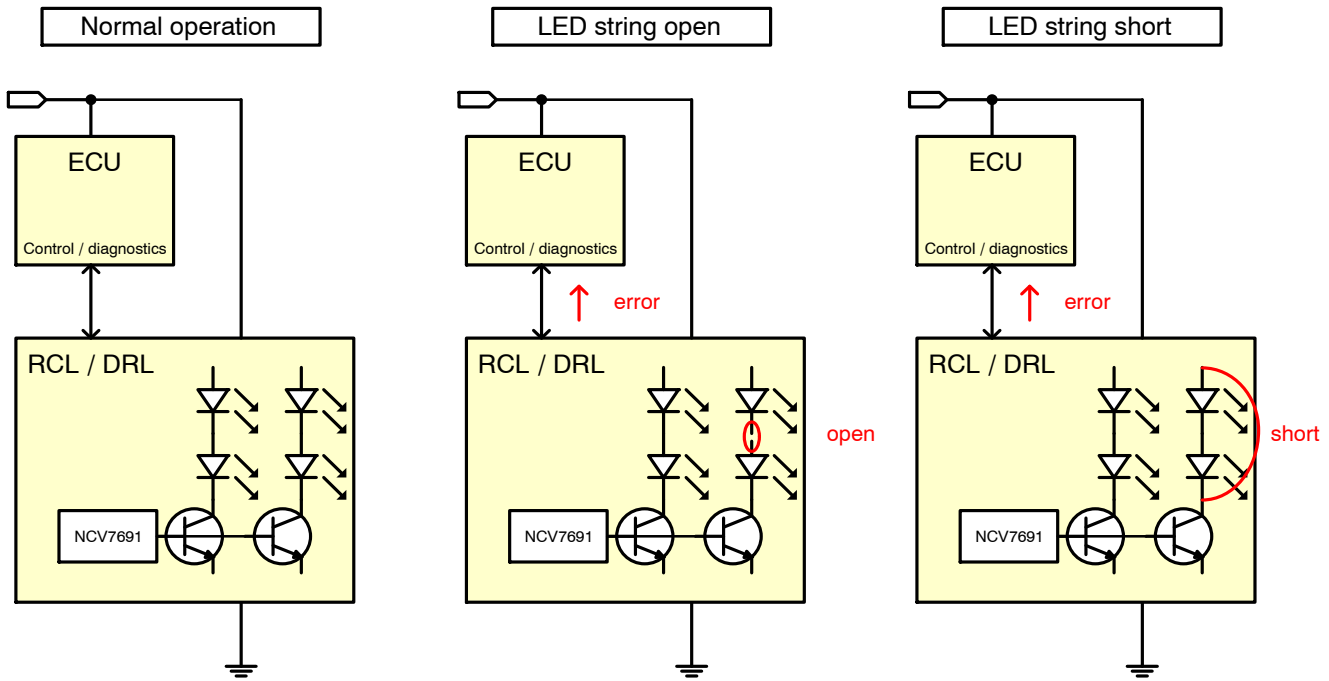 Normal operation
ECU
Control / diagnostics
RCL / DRL
NCV7691
LED string open
ECU
Control / diagnostics
error
RCL / DRL
open
NCV7691
LED string short
ECU
Control / diagnostics
error
RCL / DRL
short
NCV7691